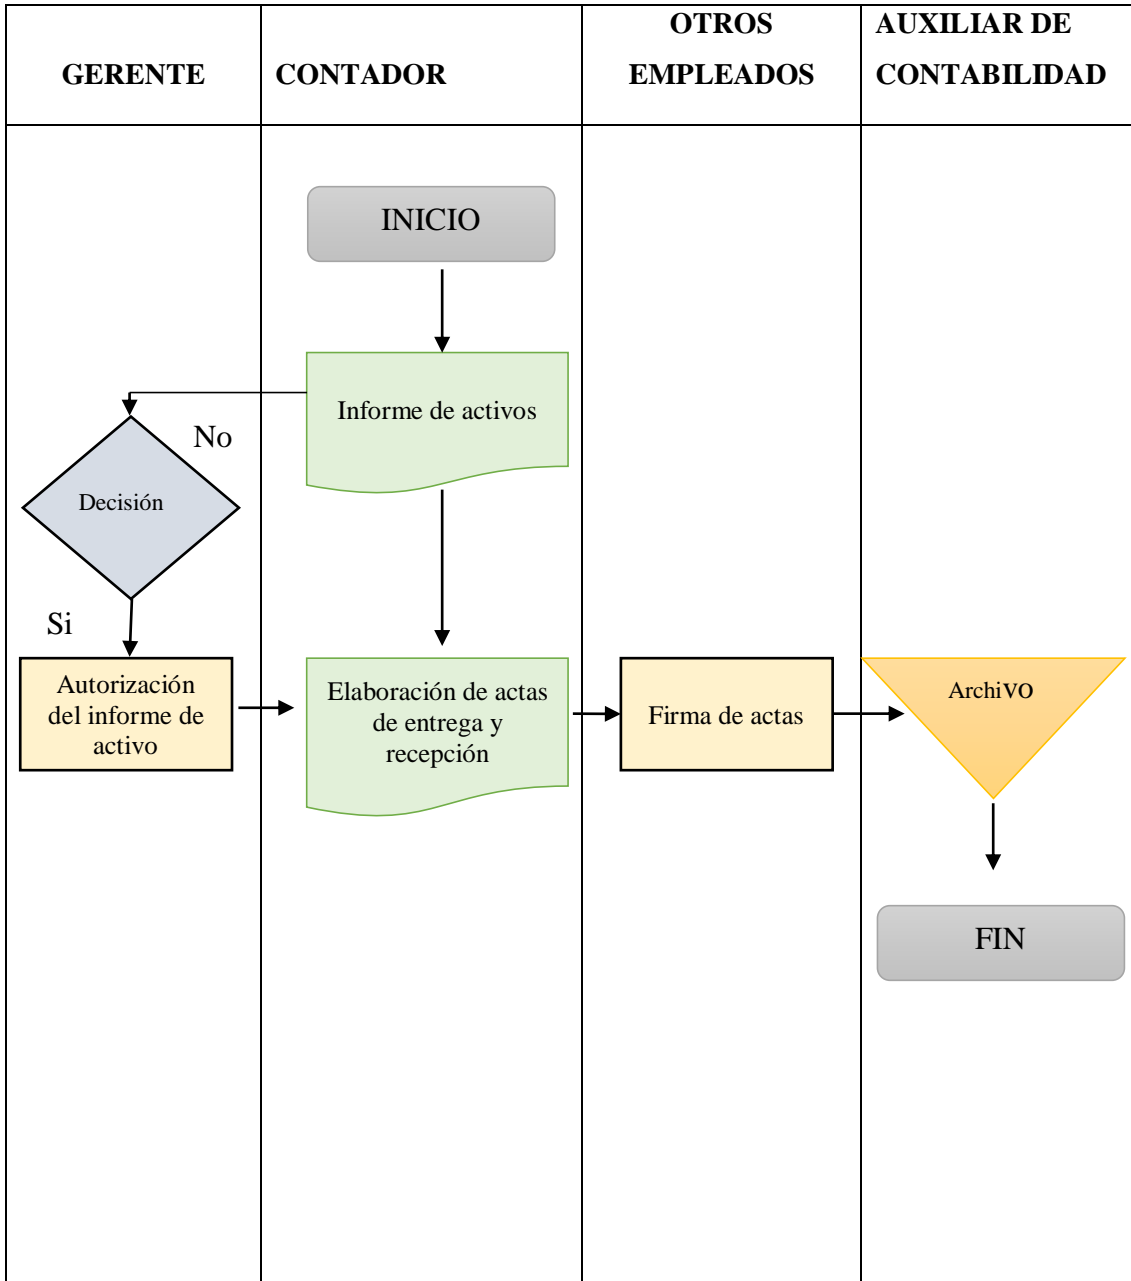 GERENTE
CONTADOR
OTROS
EMPLEADOS
AUXILIAR DE
CONTABILIDAD
INICIO
Informe de activos
No
Decisión
Si
Autorización
del informe de
activo
Elaboración de actas
de entrega y
recepción
Firma de actas
ArchiVO
FIN